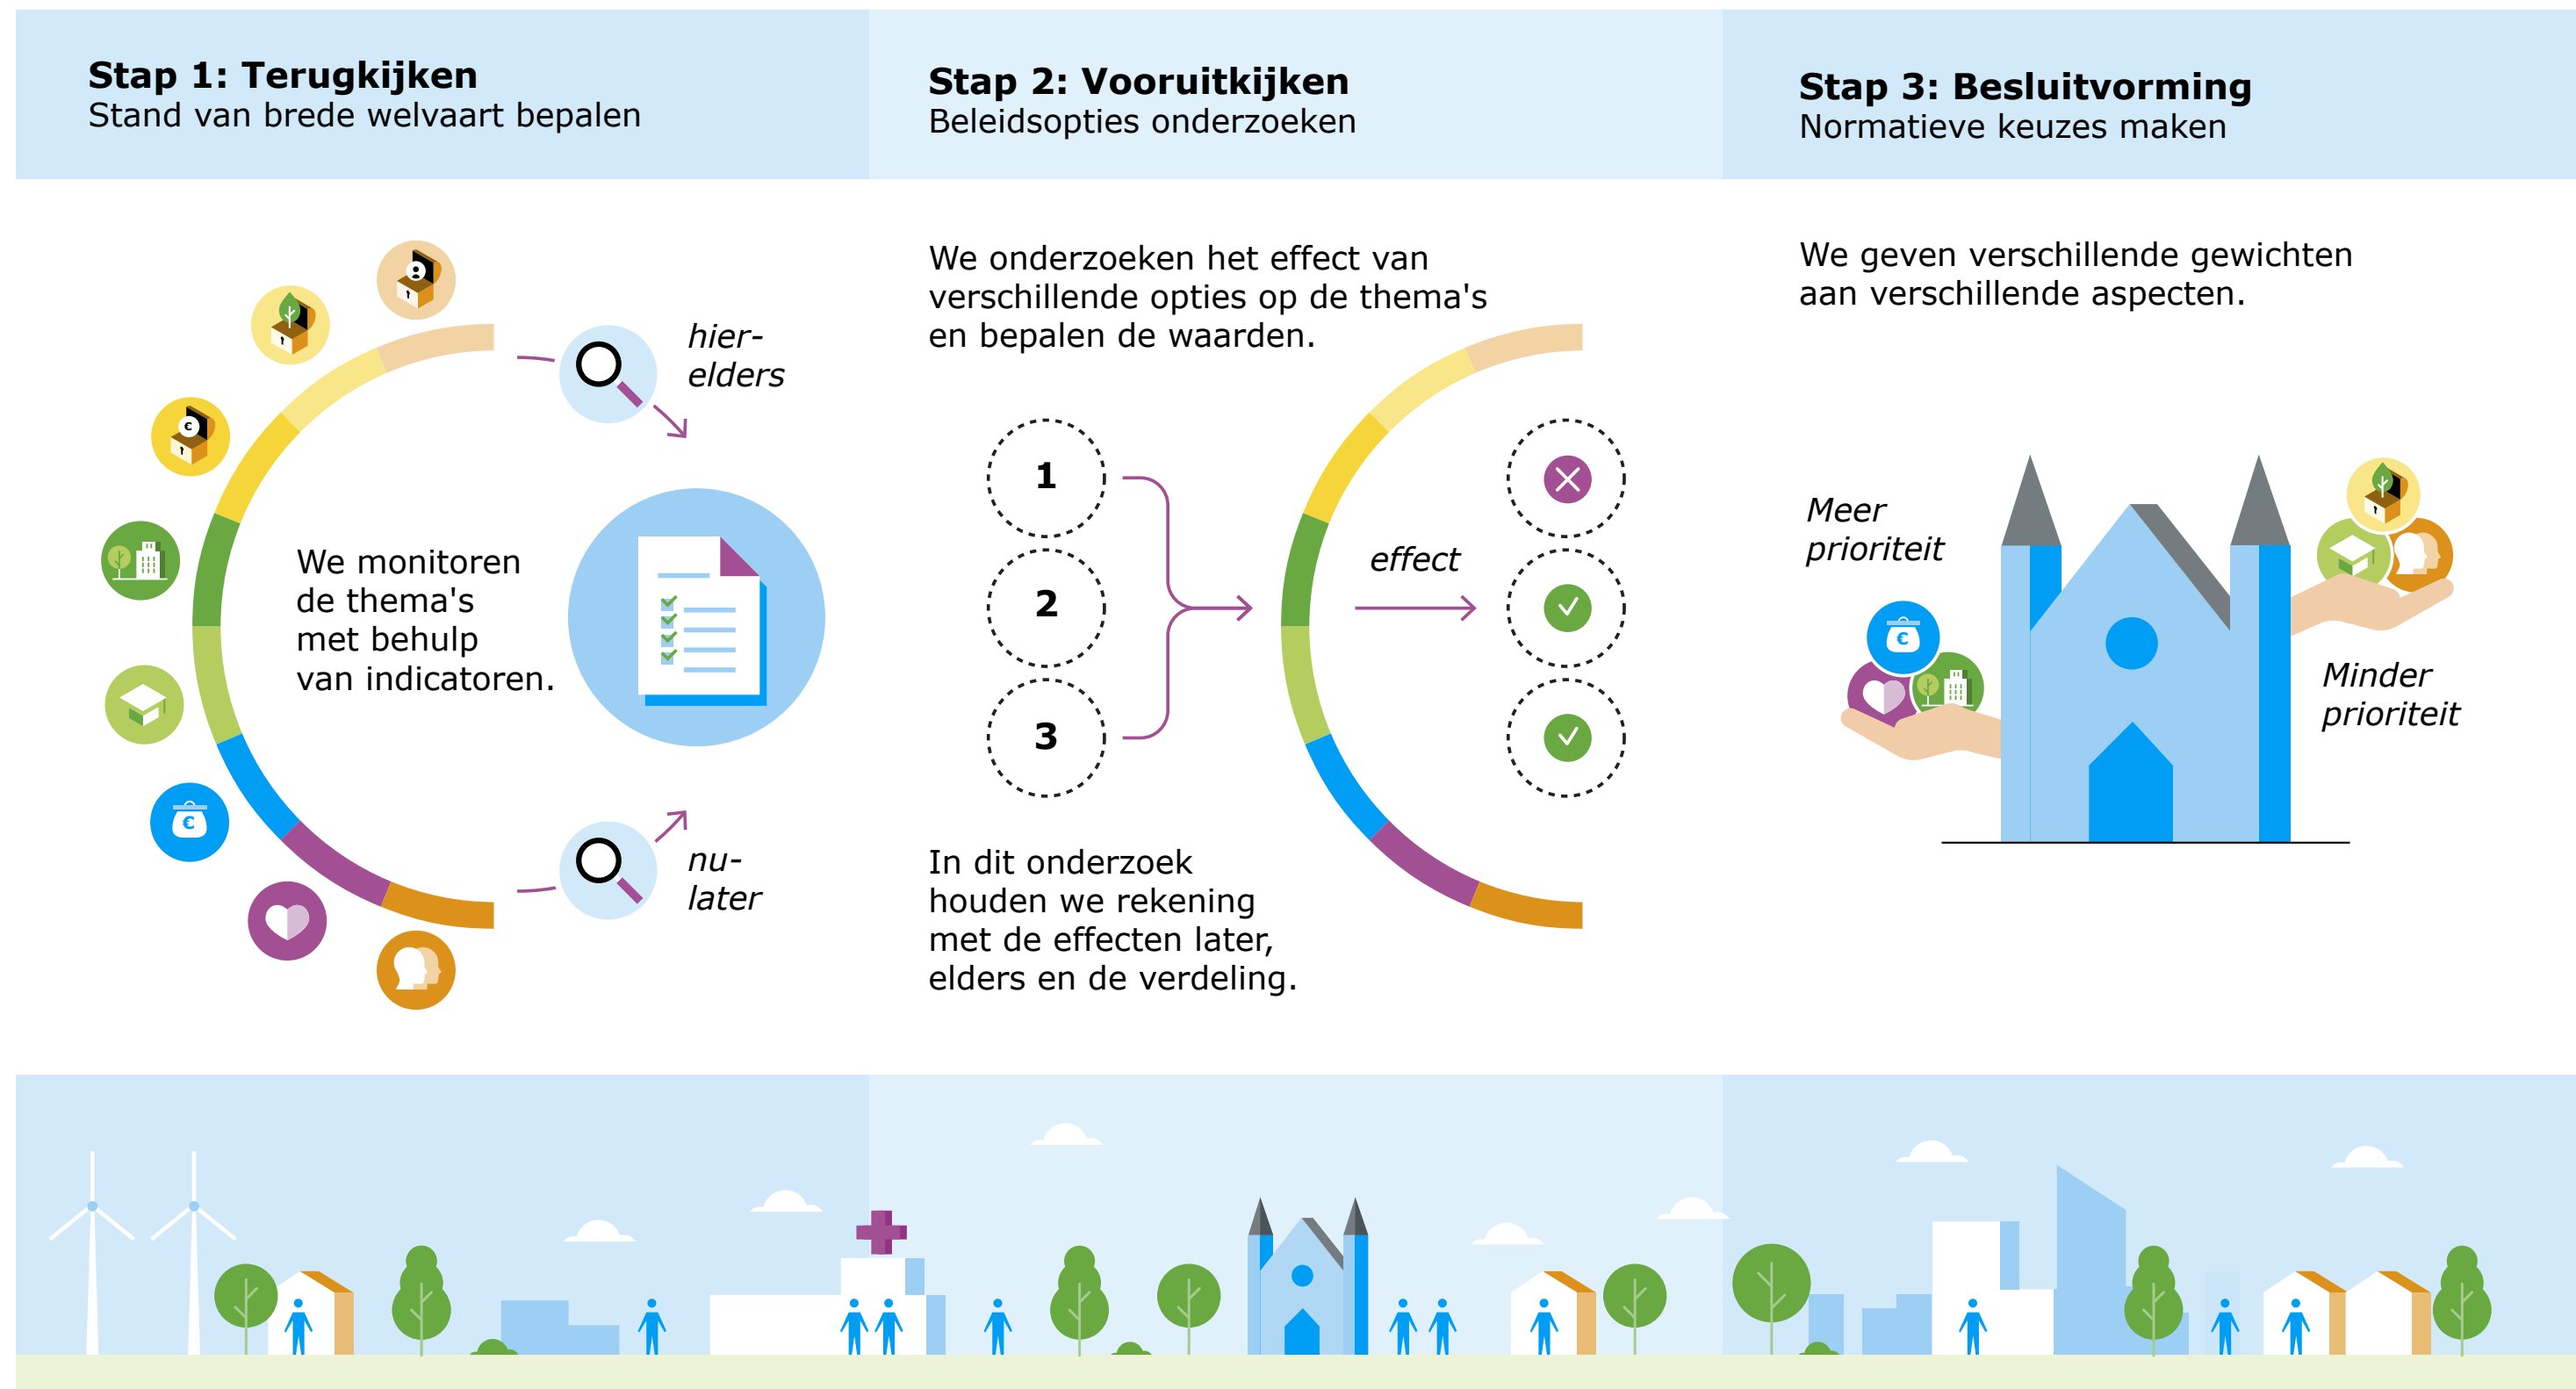 Stap 1: Terugkijken
Stand van brede welvaart bepalen
hier-
elders
€
We monitoren
de thema's
met behulp
van indicatoren.
€
nu-
later
Stap 2: Vooruitkijken
Beleidsopties onderzoeken
We onderzoeken het effect van
verschillende opties op de thema's
en bepalen de waarden.
1
2
3
effect
In dit onderzoek
houden we rekening
met de effecten later,
elders en de verdeling.
Stap 3: Besluitvorming
Normatieve keuzes maken
We geven verschillende gewichten
aan verschillende aspecten.
Meer
prioriteit
€
Minder
prioriteit